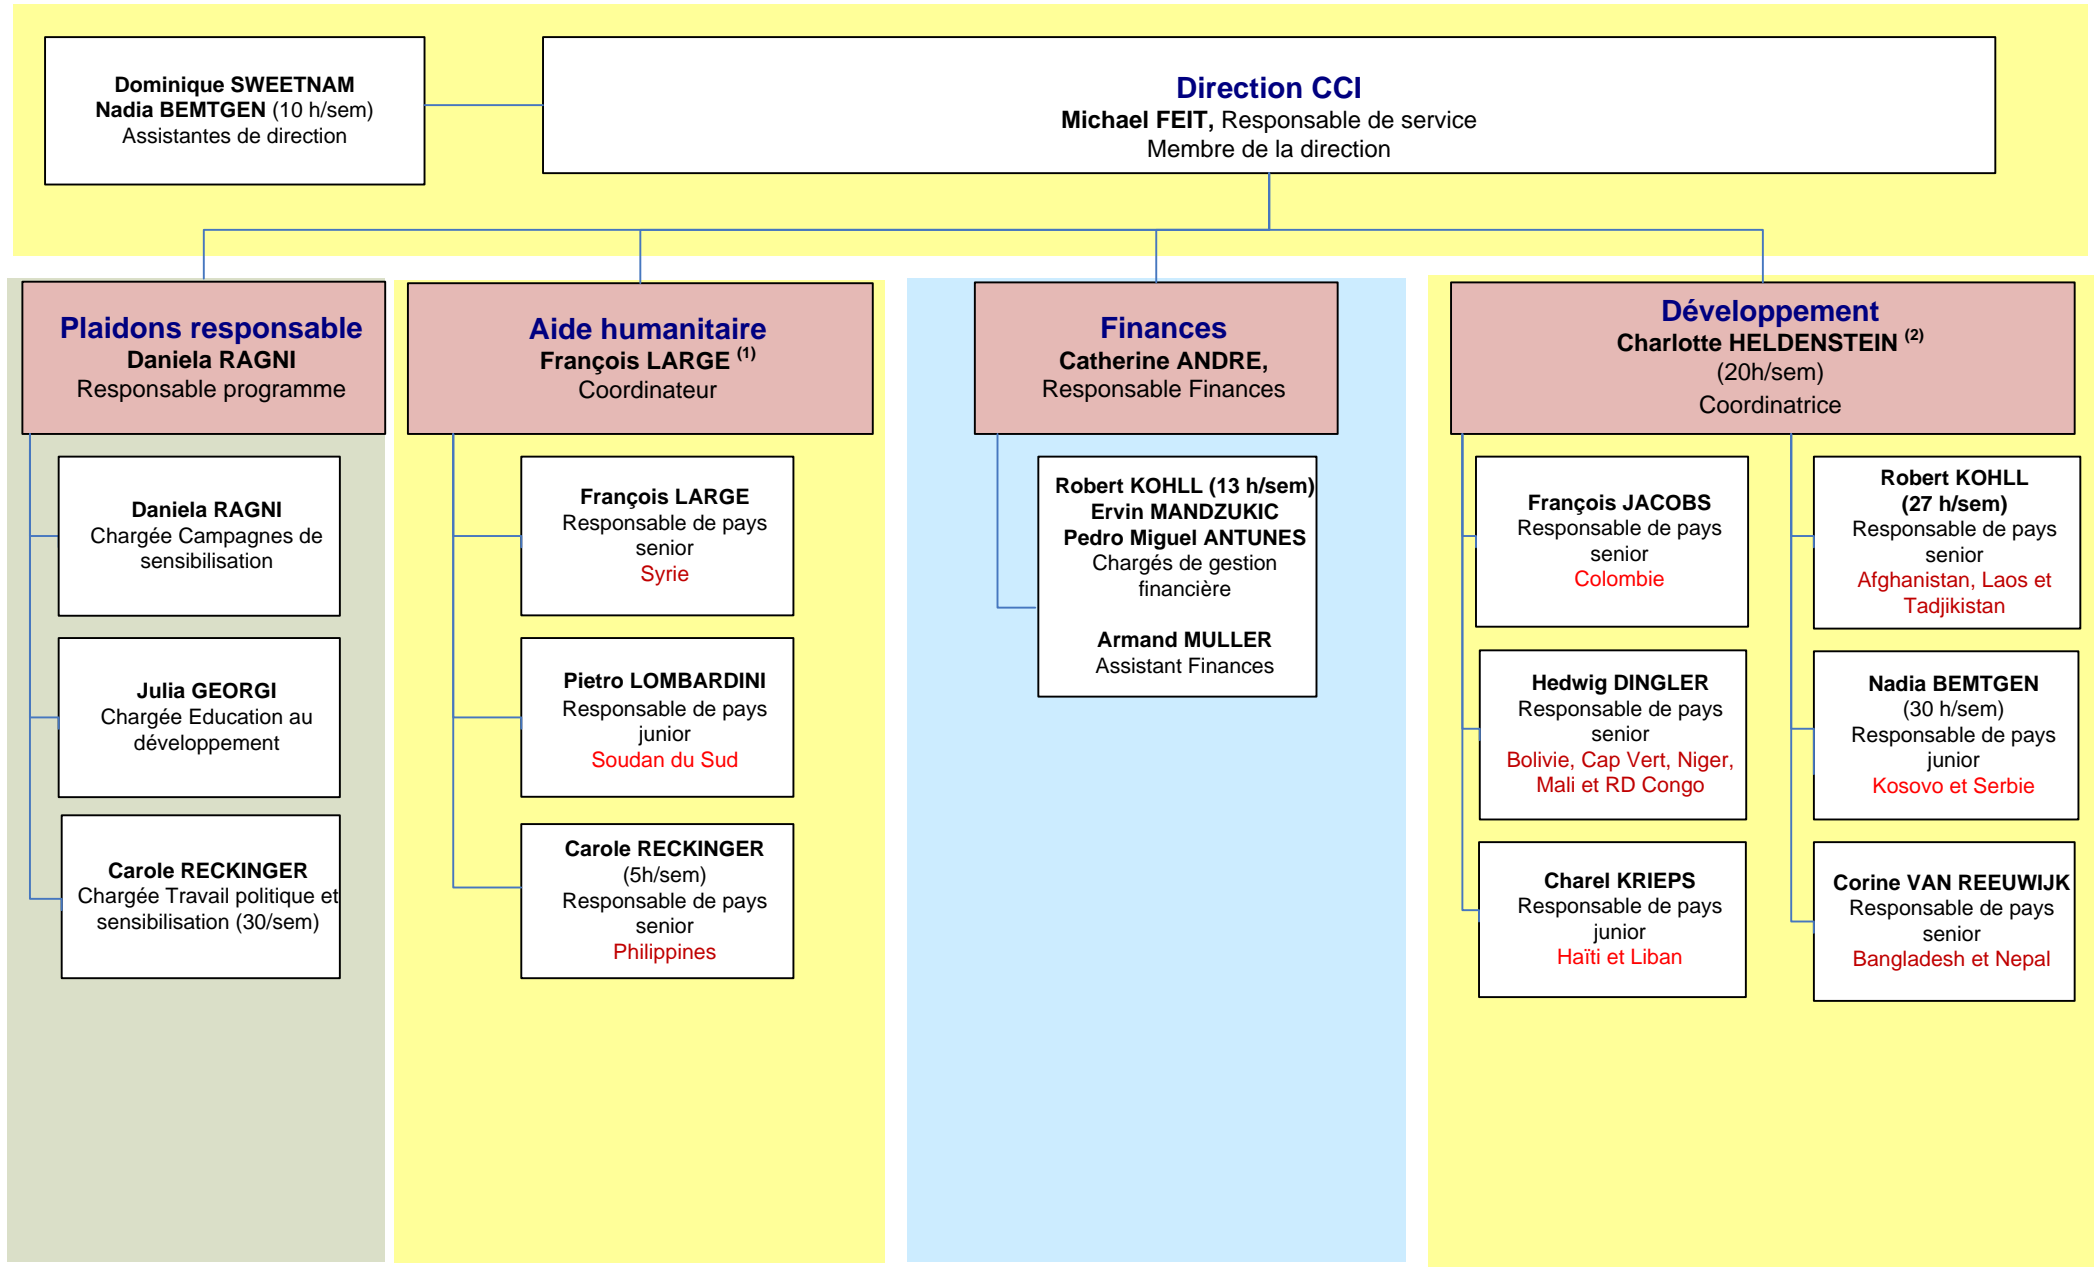 Dominique SWEETNAM
Nadia BEMTGEN (10 h/sem)
Assistantes de direction
Direction CCI
Michael FEIT, Responsable de service
Membre de la direction
Plaidons responsable
Daniela RAGNI
Responsable programme
Daniela RAGNI
Chargée Campagnes de
sensibilisation
Julia GEORGI
Chargée Education au
développement
Carole RECKINGER
Chargée Travail politique et
sensibilisation (30/sem)
Aide humanitaire
François LARGE (1)
Coordinateur
François LARGE
Responsable de pays
senior
Syrie
Pietro LOMBARDINI
Responsable de pays
junior
Soudan du Sud
Carole RECKINGER
(5h/sem)
Responsable de pays
senior
Philippines
Finances
Catherine ANDRE,
Responsable Finances
Robert KOHLL (13 h/sem)
Ervin MANDZUKIC
Pedro Miguel ANTUNES
Chargés de gestion
financière
Armand MULLER
Assistant Finances
Développement
Charlotte HELDENSTEIN (2)
(20h/sem)
Coordinatrice
François JACOBS
Responsable de pays
senior
Colombie
Hedwig DINGLER
Responsable de pays
senior
Bolivie, Cap Vert, Niger,
Mali et RD Congo
Charel KRIEPS
Responsable de pays
junior
Haïti et Liban
Robert KOHLL
(27 h/sem)
Responsable de pays
senior
Afghanistan, Laos et
Tadjikistan
Nadia BEMTGEN
(30 h/sem)
Responsable de pays
junior
Kosovo et Serbie
Corine VAN REEUWIJK
Responsable de pays
senior
Bangladesh et Nepal